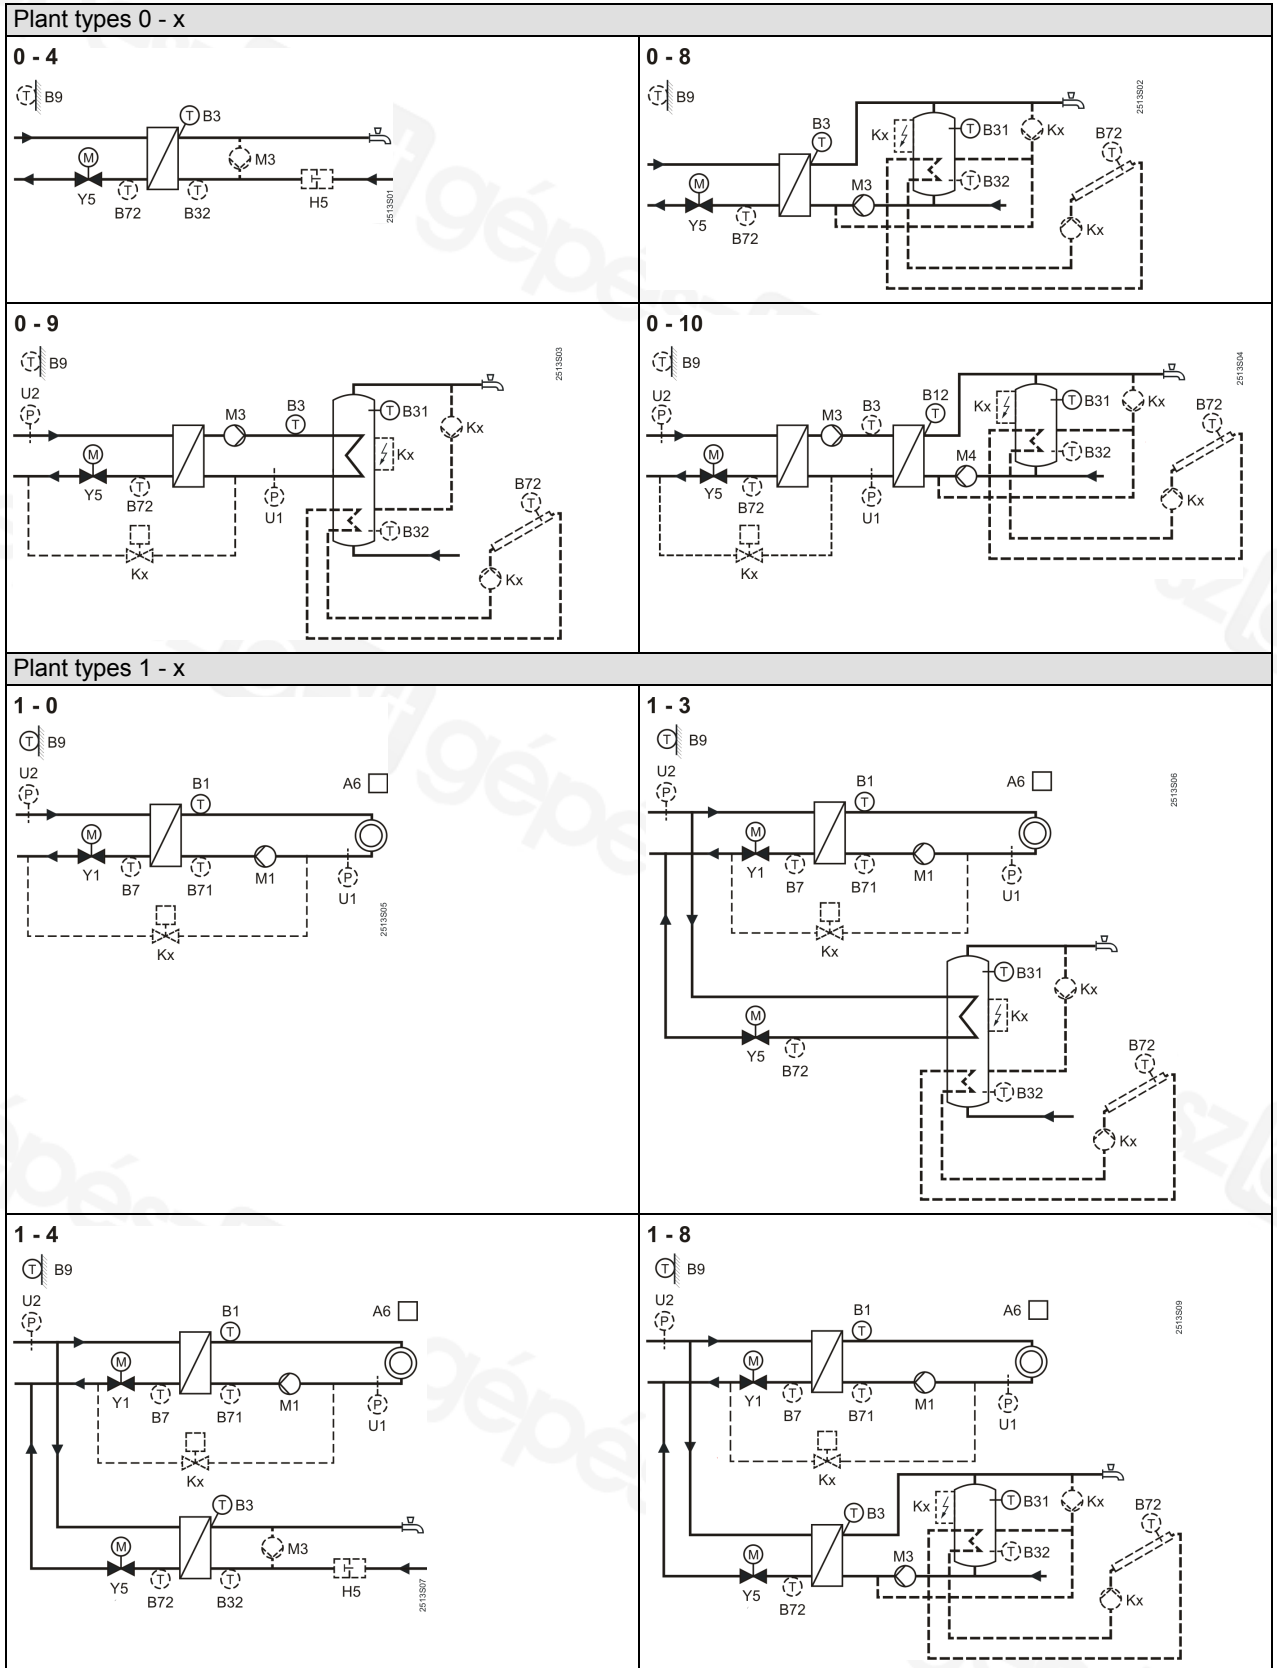 Plant types 0 - x
0 - 4
T B9
T B3
M
M3
Y5
T
B72
T
B32
H5
2513S01
0 - 8
T B9
B3
T
Kx
T B31
Kx
B72
T
M
M3
T B32
Y5
T
B72
Kx
2513S02
0 - 9
T B9
U2
P
M3
B3
T
T B31
Kx
M
Kx
Y5
T
B72
P
U1
B72
T
T B32
Kx
Kx
2513S03
0 - 10
T B9
U2
P
M3
B3
T
B12
T
Kx
T B31
Kx
B72
T
M
M4
T B32
Y5
T
B72
P
U1
Kx
Kx
2513S04
Plant types 1 - x
1 - 0
T B9
U2
P
B1
T
A6
M
Y1
T
B7
T
B71
M1
P
U1
Kx
2513S05
1 - 3
T B9
U2
P
B1
T
A6
M
Y1
T
B7
T
B71
M1
P
U1
Kx
T B31
Kx
M
Kx
Y5
T
B72
B72
T
T B32
Kx
2513S06
1 - 4
T B9
U2
P
B1
T
A6
M
Y1
T
B7
T
B71
M1
P
U1
Kx
T B3
M
M3
Y5
T
B72
T
B32
H5
2513S07
1 - 8
T B9
U2
P
B1
T
A6
M
Y1
T
B7
T
B71
M1
P
U1
Kx
T B3
Kx
T B31
Kx
B72
T
M
M3
T B32
Y5
T
B72
Kx
2513S09